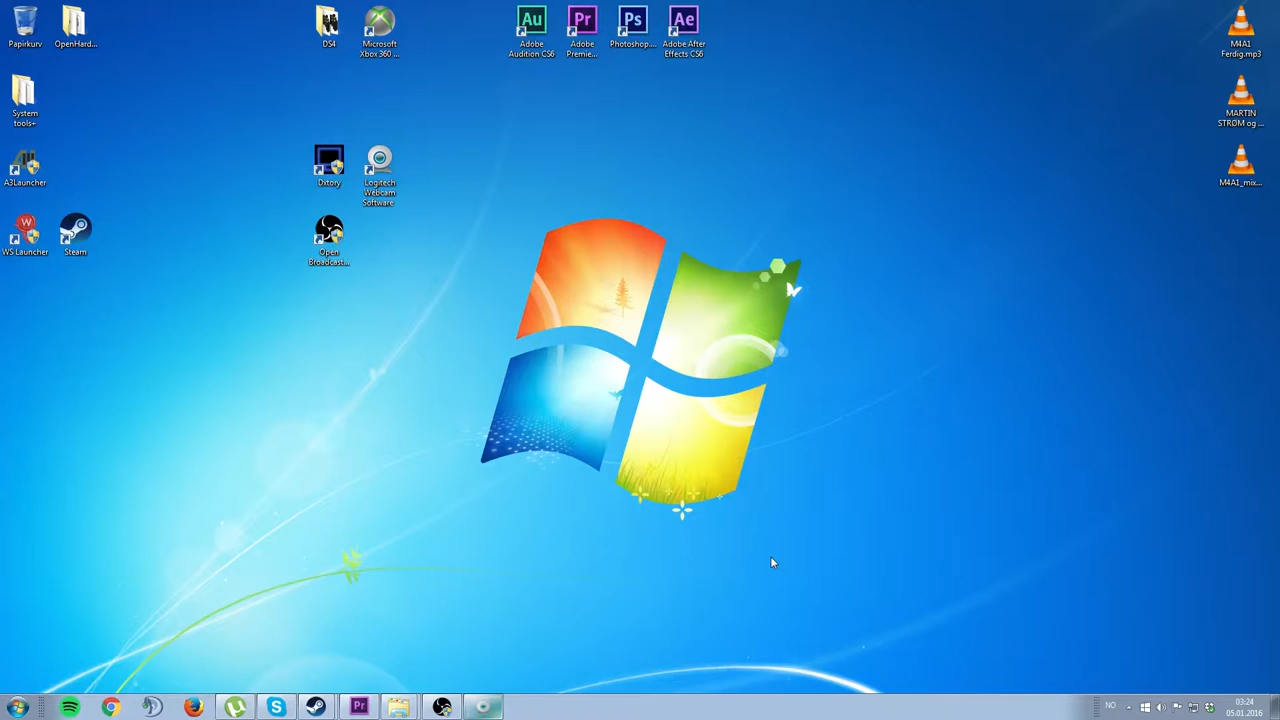 Papirkurv
OpenHard...
DS4
Microsoft
Xbox 360 ...
Au
Adobe
Audition CS6
Pr
Adobe
Premie...
Ps
Photoshop....
Ae
Adobe After
Effects CS6
M4A1
Ferdig.mp3
System
tools+
MARTIN
STRØM og ...
A3Launcher
Dxtory
Logitech
Webcam
Software
M4A1_mix...
W
WS Launcher
Steam
Open
Broadcast...
Pr
NO
03:24
05.01.2016